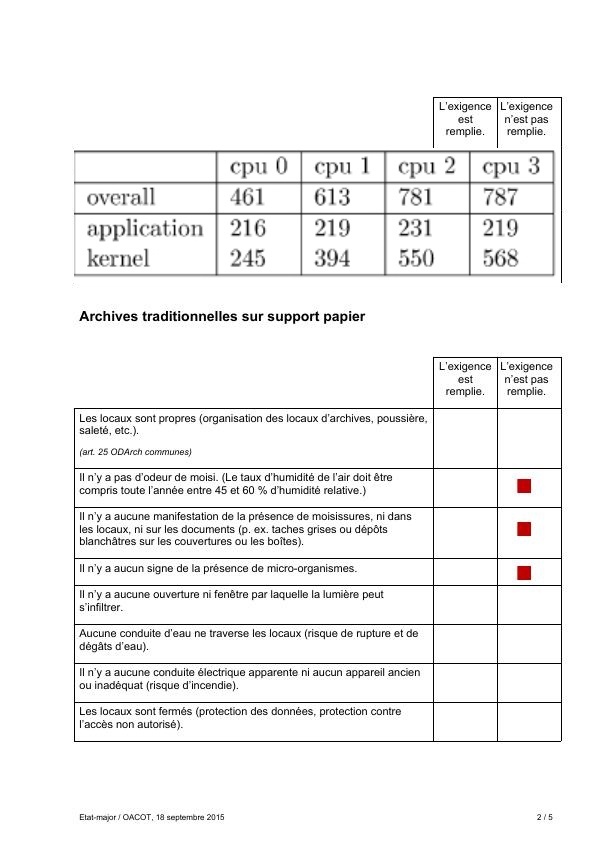 L’exigence est remplie.
L’exigence n’est pas remplie.
cpu 0 cpu 1 cpu 2 cpu 3
overall 461 613 781 787
application 216 219 231 219
kernel 245 394 550 568
Archives traditionnelles sur support papier
L’exigence est remplie.
L’exigence n’est pas remplie.
Les locaux sont propres (organisation des locaux d’archives, poussière,
saleté, etc.).
(art. 25 ODArch communes)
Il n’y a pas d’odeur de moisi. (Le taux d’humidité de l’air doit être
compris toute l’année entre 45 et 60 % d’humidité relative.)
Il n’y a aucune manifestation de la présence de moisissures, ni dans
les locaux, ni sur les documents (p. ex. taches grises ou dépôts
blanchâtres sur les couvertures ou les boîtes).
Il n’y a aucun signe de la présence de micro-organismes.
Il n’y a aucune ouverture ni fenêtre par laquelle la lumière peut
s’infiltrer.
Aucune conduite d’eau ne traverse les locaux (risque de rupture et de
dégâts d’eau).
Il n’y a aucune conduite électrique apparente ni aucun appareil ancien
ou inadéquat (risque d’incendie).
Les locaux sont fermés (protection des données, protection contre
l’accès non autorisé).
Etat-major / OACOT, 18 septembre 2015 2 / 5